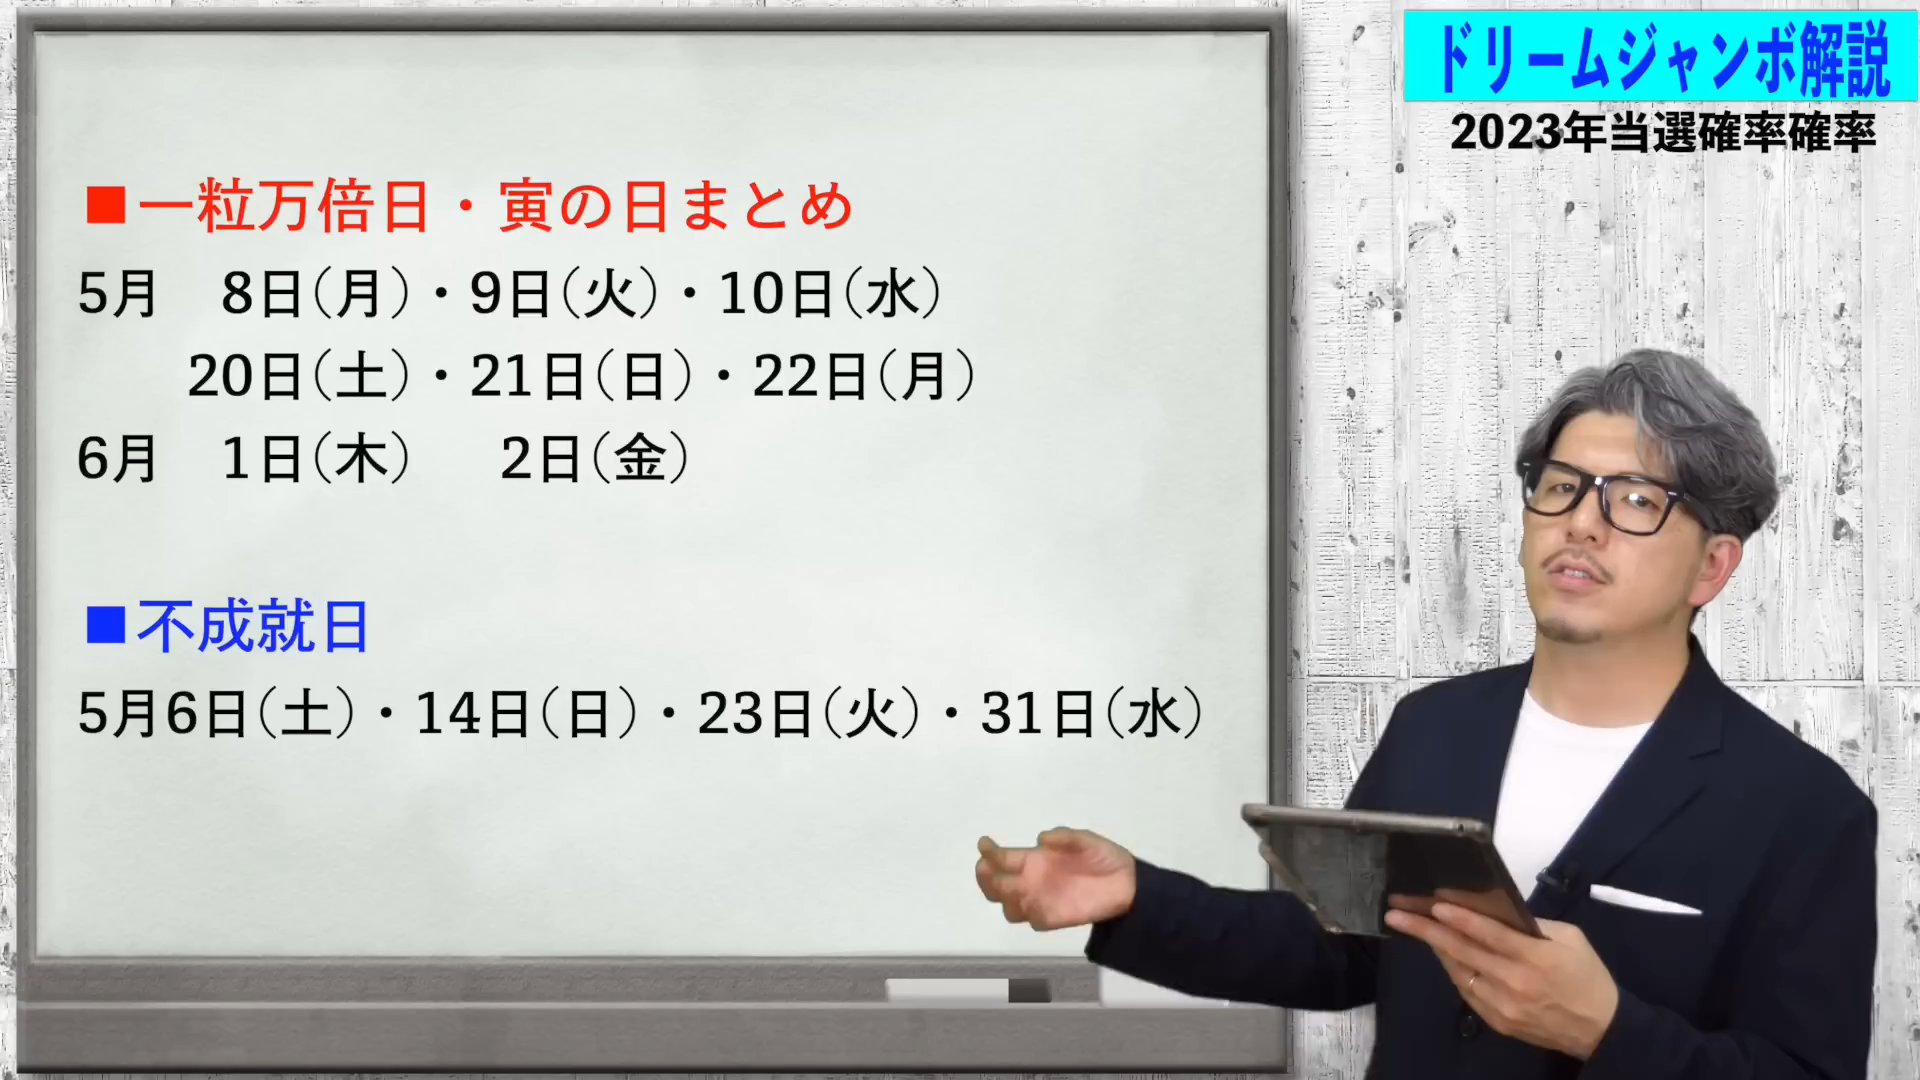 ドリームジャンボ解説
2023年当選確率確率
■一粒万倍日・寅の日まとめ
5月　8日(月)・9日(火)・10日(水)
20日(土)・21日(日)・22日(月)
6月　1日(木)　2日(金)
■不成就日
5月6日(土)・14日(日)・23日(火)・31日(水)